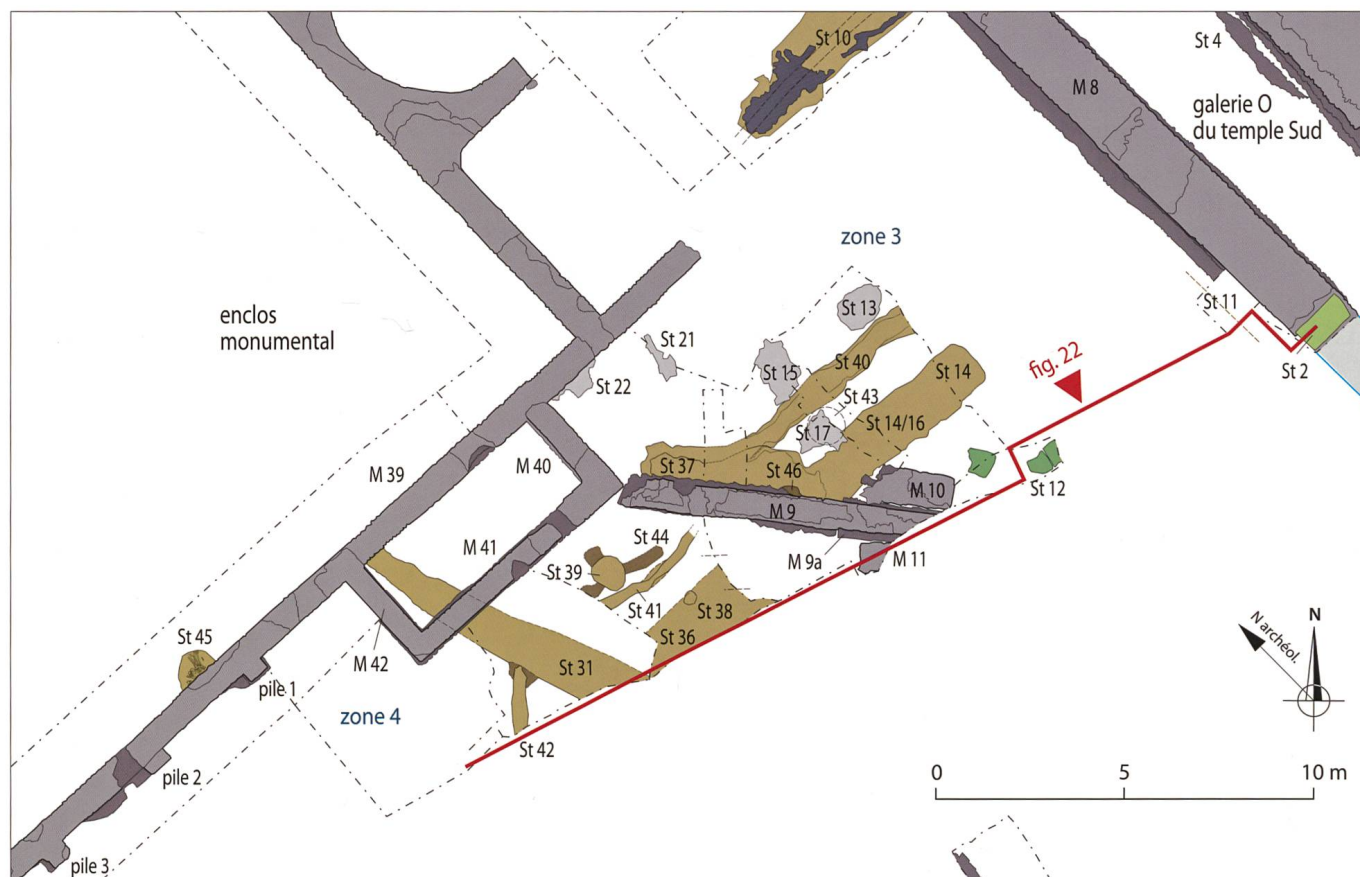 St 10
St 4
M 8
galerie O
du temple Sud
zone 3
enclos
monumental
St 13
St 11
St 21
St 40
St 15
St 14
fig. 22
St 2
St 22
St 43
St 17
St 14/16
M 39
M 40
St 37
St 46
M 10
St 12
M 9
M 41
St 44
M 9a
M 11
St 39
St 41
St 38
St 36
N
N archéol.
St 45
M 42
St 31
pile 1
zone 4
St 42
pile 2
0 5 10 m
pile 3